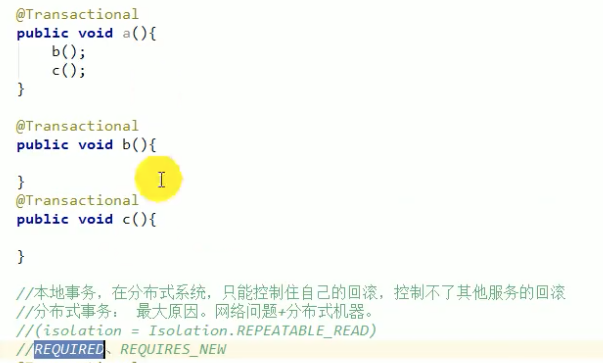 @Transactional
public void a(){
b();
c();
}
@Transactional
public void b(){
}
@Transactional
public void c(){
}
//本地事务，在分布式系统，只能控制住自己的回滚，控制不了其他服务的回滚
//分布式事务： 最大原因。网络问题+分布式机器。
//(isolation = Isolation.REPEATABLE_READ)
//REQUIRED、REQUIRES_NEW